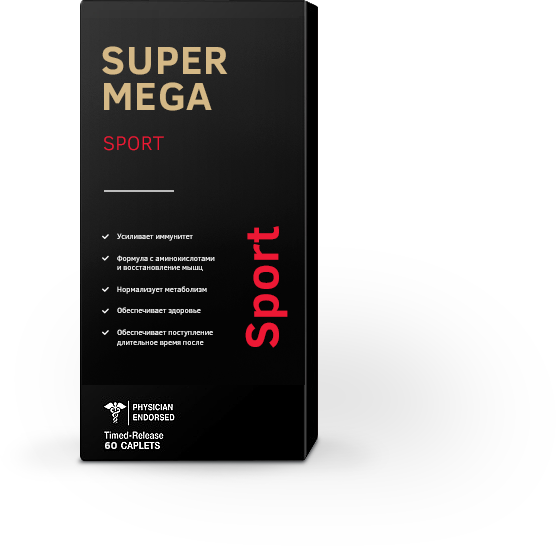 SUPER
MEGA
SPORT
Усиливает иммунитет
Формула с аминокислотами
и восстановление мышц
Нормализует метаболизм
Обеспечивает здоровье
Обеспечивает поступление
длительное время после
Sport
PHYSICIAN
ENDORSED
Timed-Release
60 CAPLETS